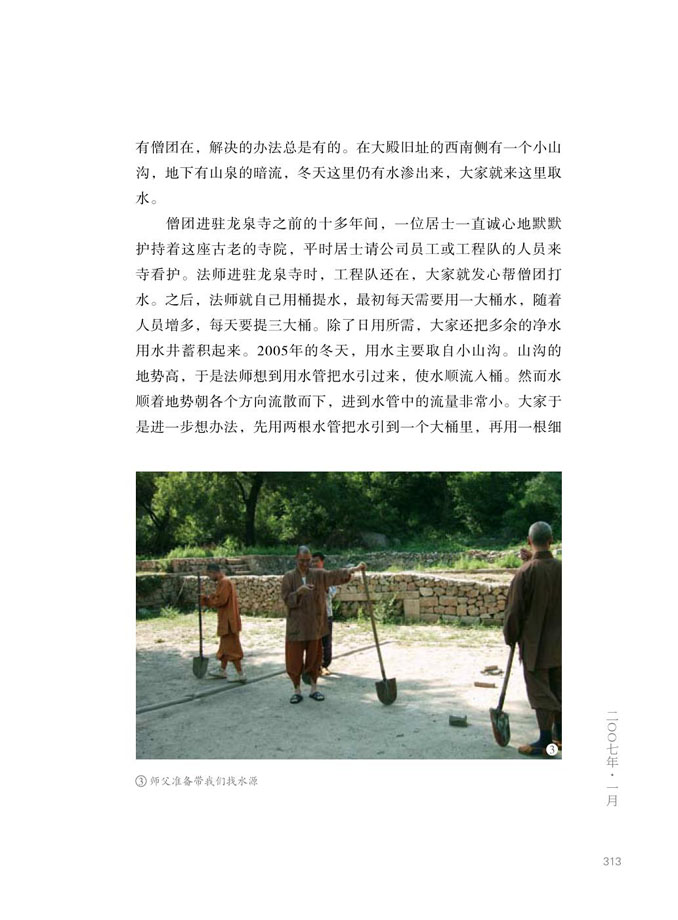 有僧团在，解决的办法总是有的。在大殿旧址的西南侧有一个小山
沟，地下有山泉的暗流，冬天这里仍有水渗出来，大家就来这里取
水。
僧团进驻龙泉寺之前的十多年间，一位居士一直诚心地默默
护持着这座古老的寺院，平时居士请公司员工或工程队的人员来
寺看护。法师进驻龙泉寺时，工程队还在，大家就发心帮僧团打
水。之后，法师就自己用桶提水，最初每天需要用一大桶水，随着
人员增多，每天要提三大桶。除了日用所需，大家还把多余的净水
用水井蓄积起来。2005年的冬天，用水主要取自小山沟。山沟的
地势高，于是法师想到用水管把水引过来，使水顺流入桶。然而水
顺着地势朝各个方向流散而下，进到水管中的流量非常小。大家于
是进一步想办法，先用两根水管把水引到一个大桶里，再用一根细
3
③师父准备带我们找水源
二〇〇七年·一月
313